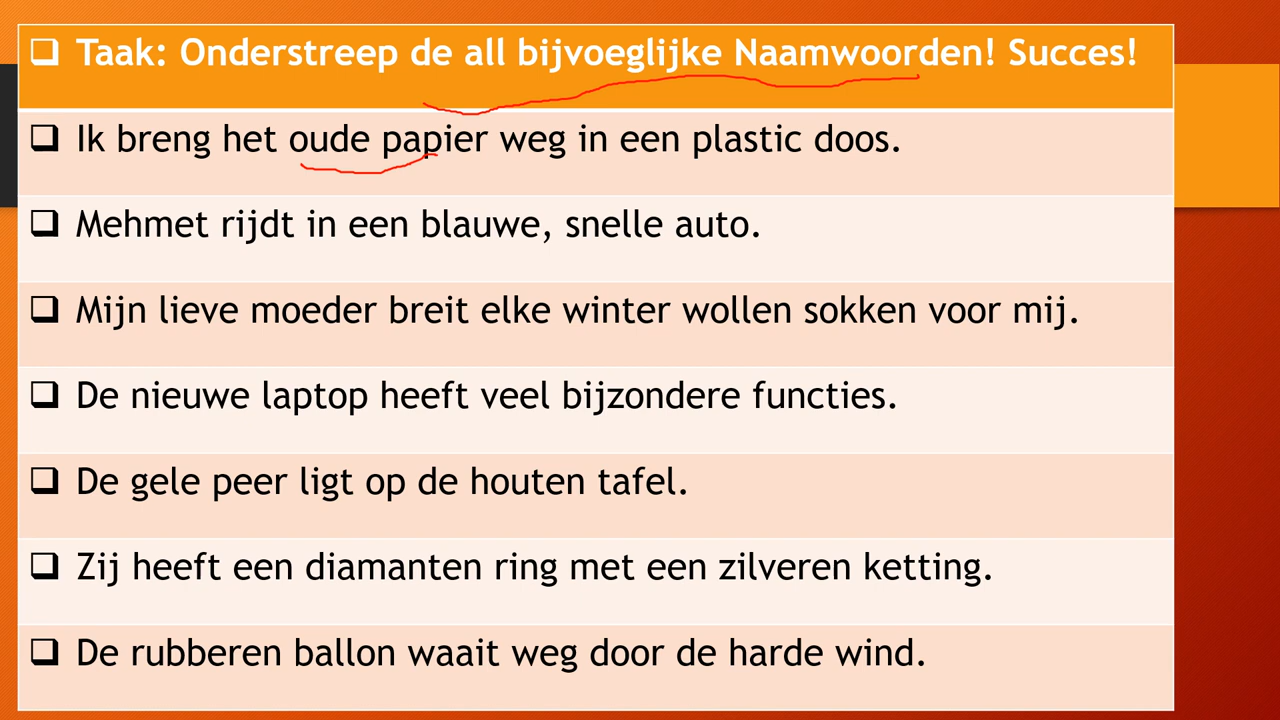 Taak: Onderstreep de all bijvoeglijke Naamwoorden! Succes!
Ik breng het oude papier weg in een plastic doos.
Mehmet rijdt in een blauwe, snelle auto.
Mijn lieve moeder breit elke winter wollen sokken voor mij.
De nieuwe laptop heeft veel bijzondere functies.
De gele peer ligt op de houten tafel.
Zij heeft een diamanten ring met een zilveren ketting.
De rubberen ballon waait weg door de harde wind.